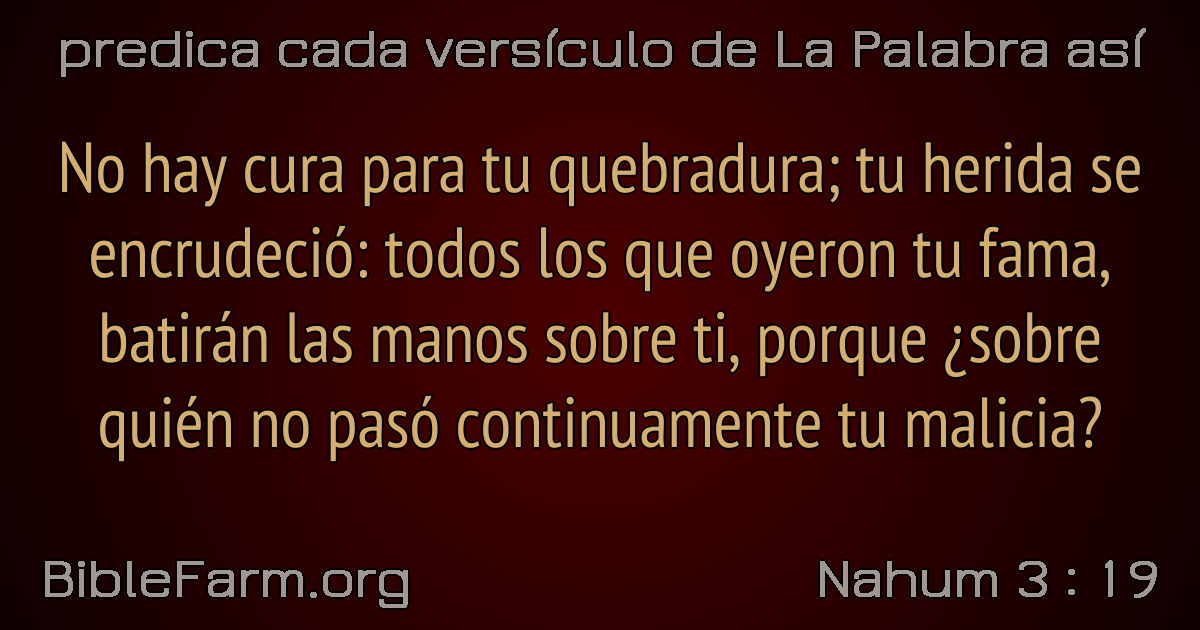 predica cada versículo de La Palabra así
No hay cura para tu quebradura; tu herida se
encrudeció: todos los que oyeron tu fama,
batirán las manos sobre ti, porque ¿sobre
quién no pasó continuamente tu malicia?
BibleFarm.org
Nahum 3 : 19